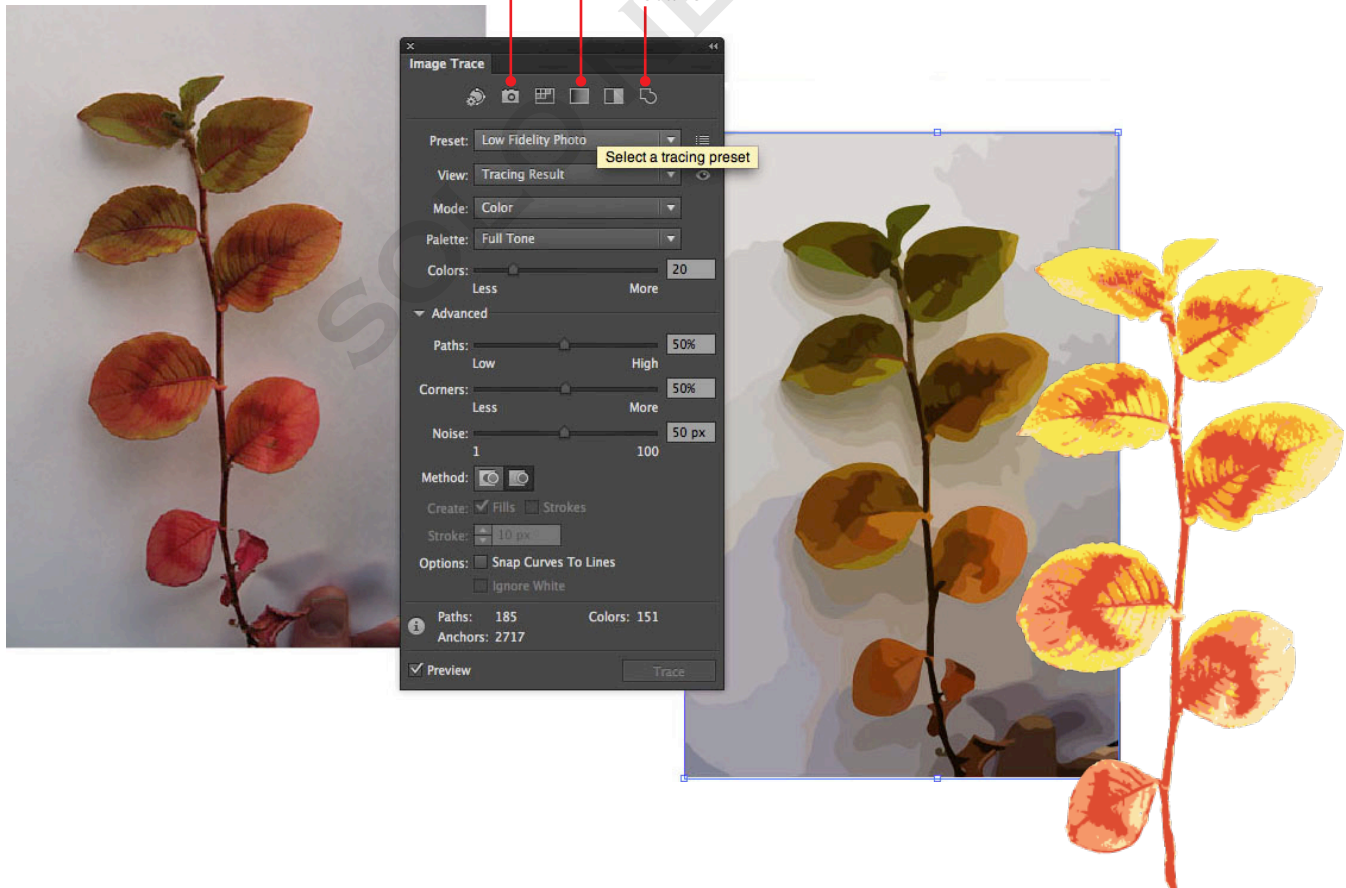 Image Trace
Preset: Low Fidelity Photo
Select a tracing preset
View: Tracing Result
Mode: Color
Palette: Full Tone
Colors: 20
Less More
Advanced
Paths: 50%
Low High
Corners: 50%
Less More
Noise: 50 px
1 100
Method:
Create: Fills Strokes
Stroke: 10 px
Options: Snap Curves To Lines
Ignore White
Paths: 185 Colors: 151
Anchors: 2717
Preview Trace